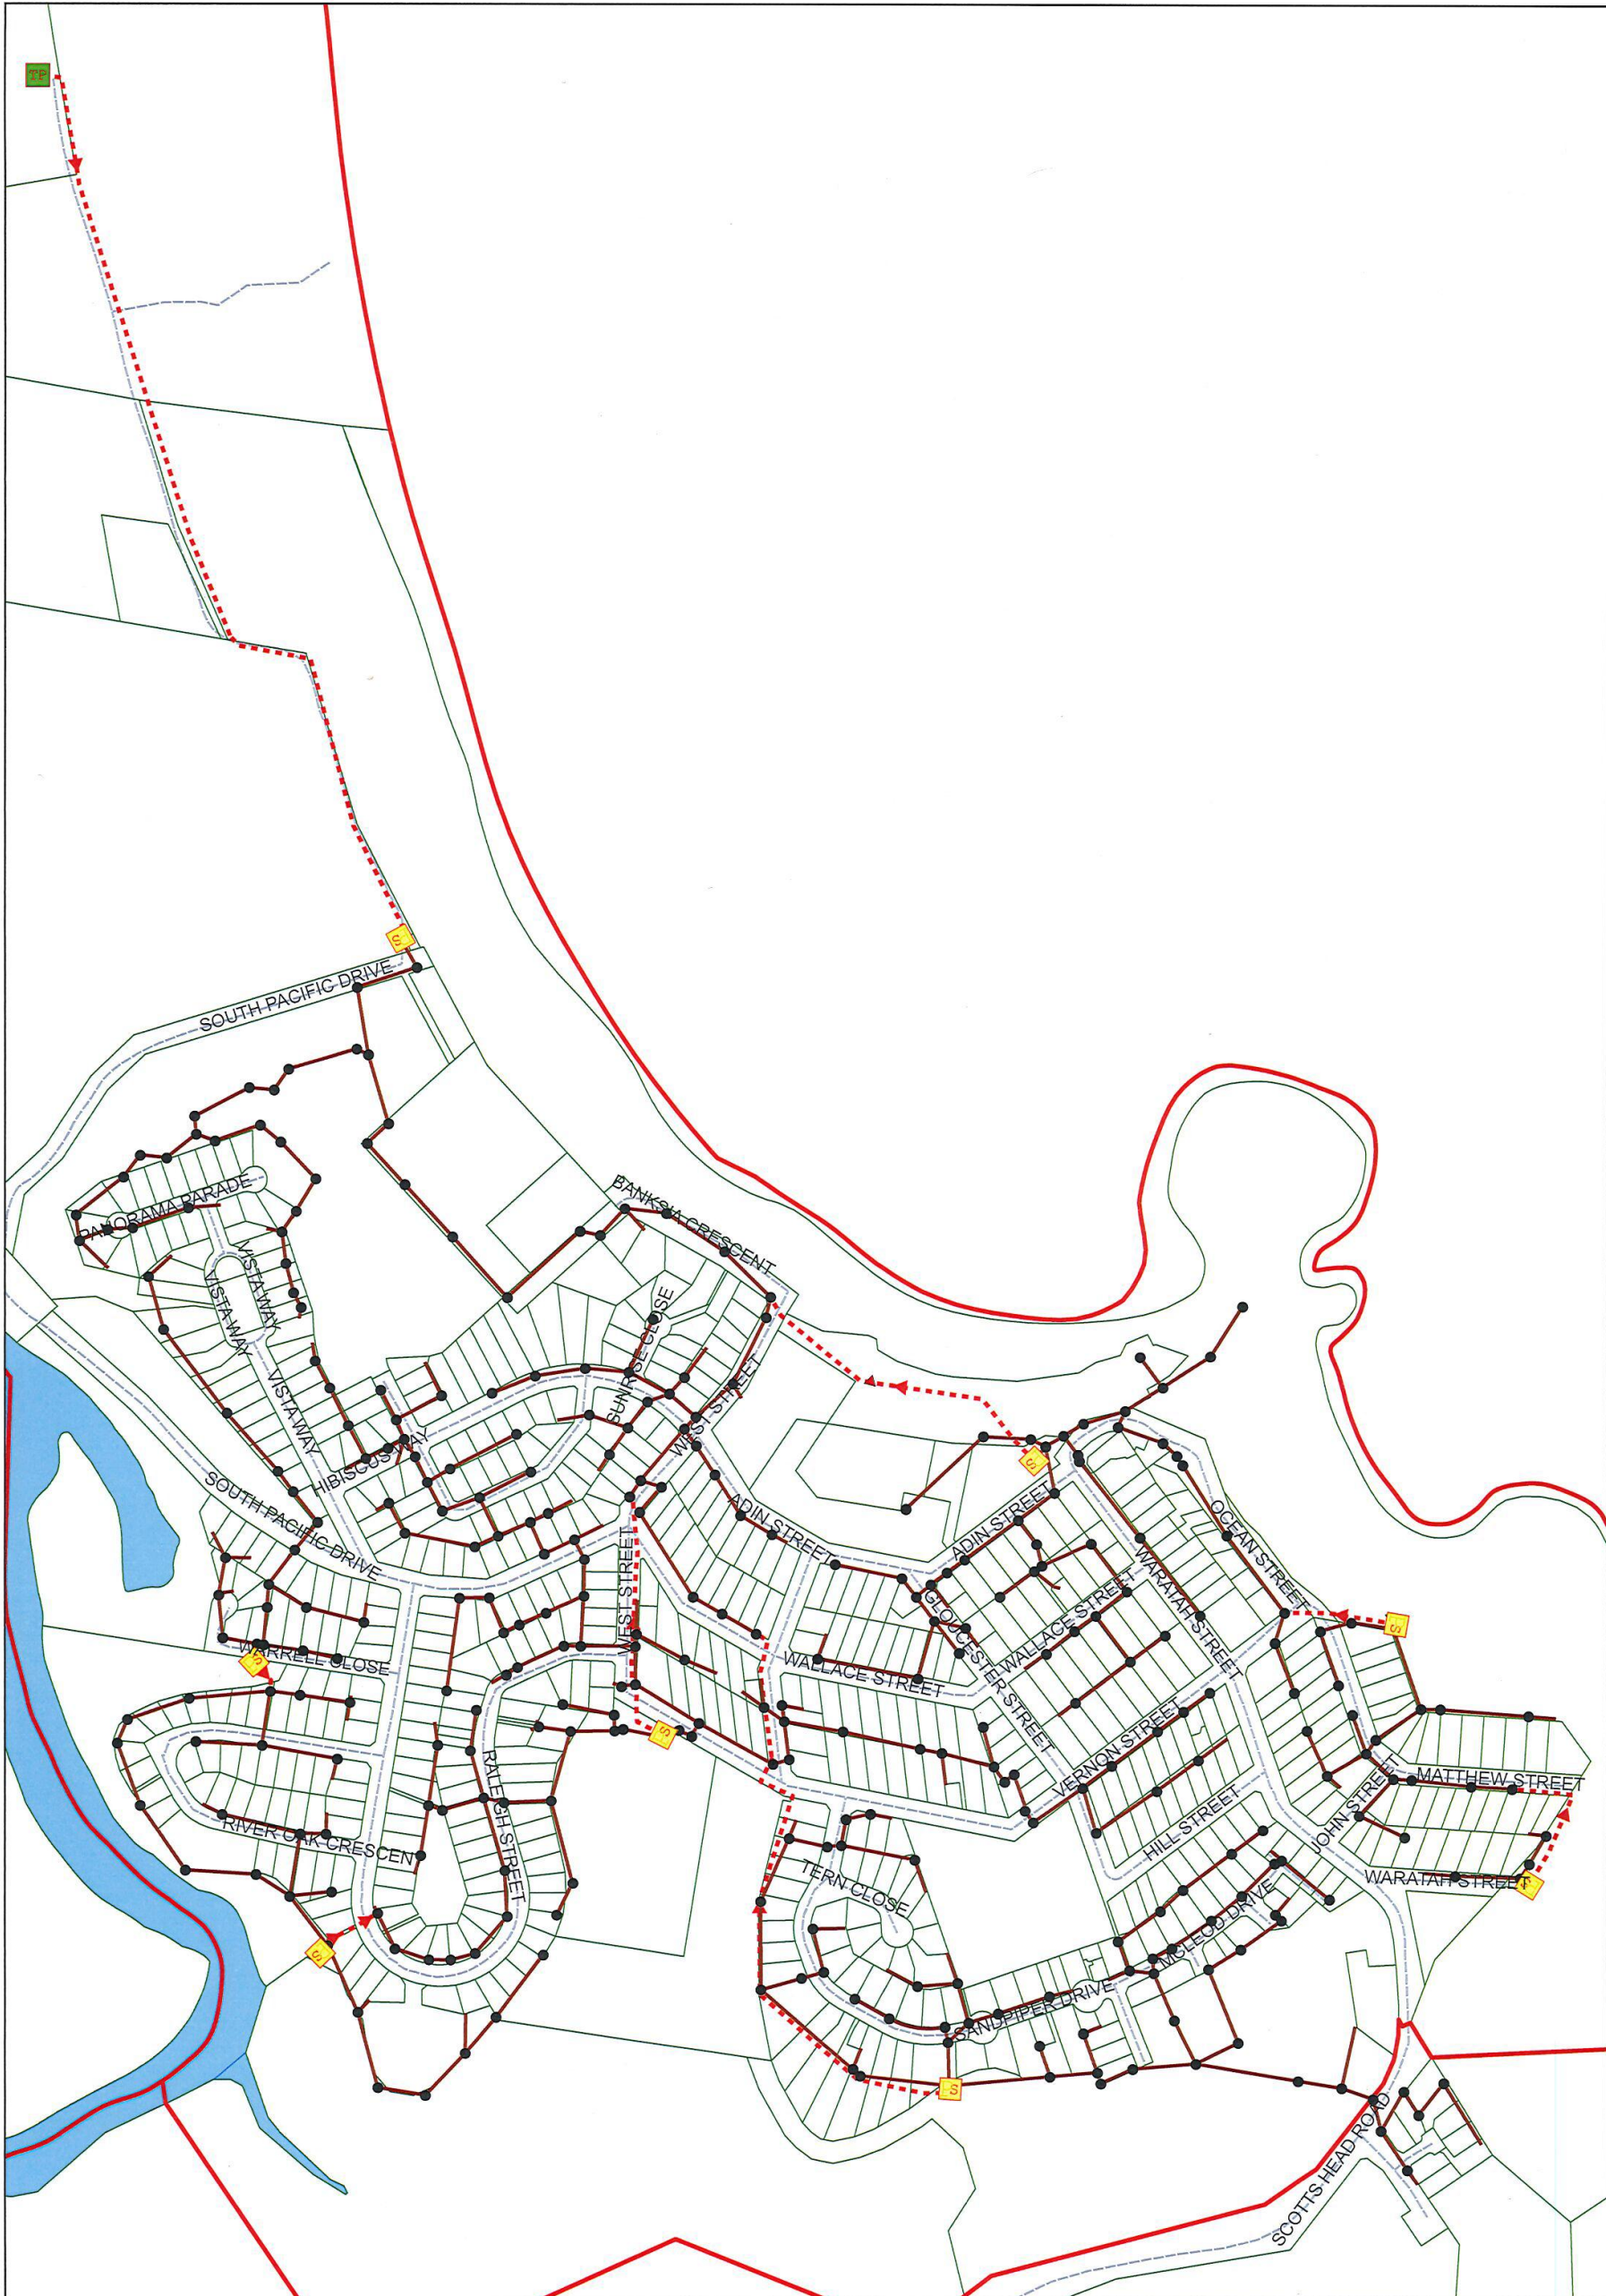 TP
S
SOUTH PACIFIC DRIVE
PANORAMA PARADE
BANKSIA CRESCENT
VISTA WAY
VISTA WAY
SUNRISE CLOSE
VISTA WAY
WEST STREET
HIBISCUS WAY
S
SOUTH PACIFIC DRIVE
ADIN STREET
ADIN STREET
OCEAN STREET
WEST STREET
WARATAH STREET
GLOUCESTER STREET
WALLACE STREET
S
WARRELL CLOSE
S
WALLACE STREET
S
VERNON STREET
RALEIGH STREET
MATTHEW STREET
JOHN STREET
HILL STREET
RIVER OAK CRESCENT
TERN CLOSE
WARATAH STREET
S
MCLEOD DRIVE
S
SANDPIPER DRIVE
S
SCOTTS HEAD ROAD